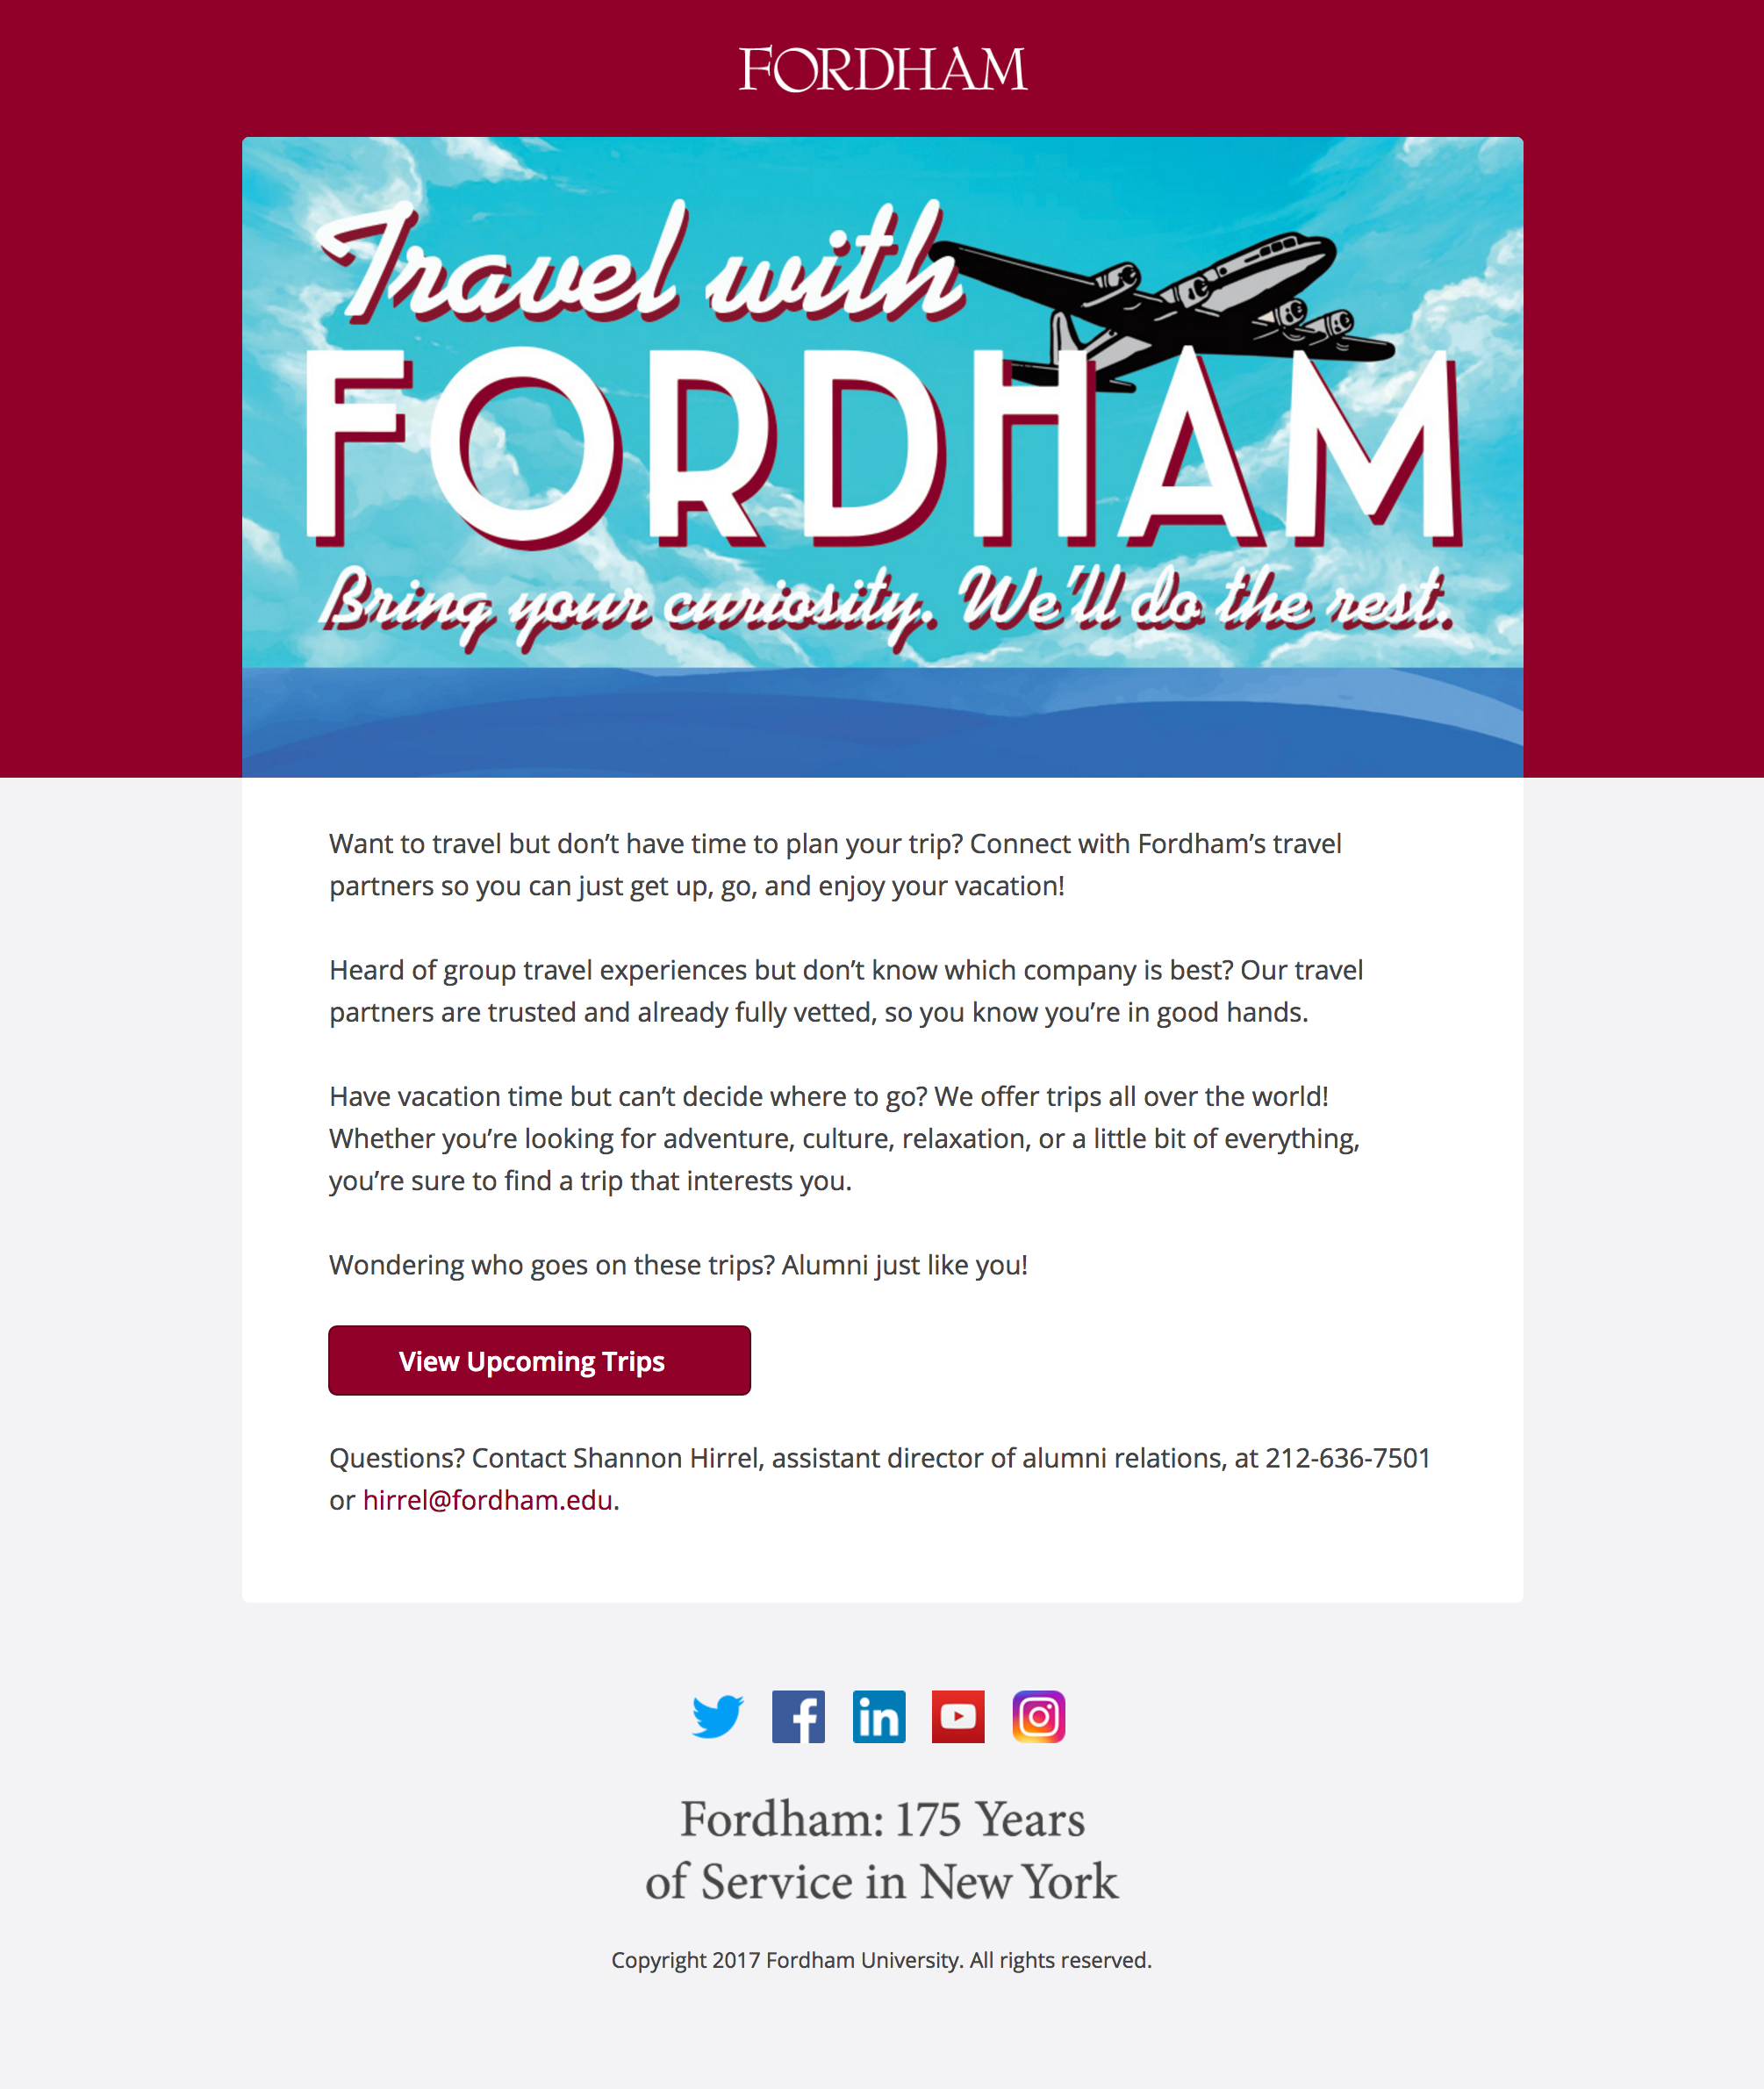 FORDHAM
Travel with
FORDHAM
Bring your curiosity. We'll do the rest.
Want to travel but don’t have time to plan your trip? Connect with Fordham’s travel
partners so you can just get up, go, and enjoy your vacation!
Heard of group travel experiences but don’t know which company is best? Our travel
partners are trusted and already fully vetted, so you know you’re in good hands.
Have vacation time but can’t decide where to go? We offer trips all over the world!
Whether you’re looking for adventure, culture, relaxation, or a little bit of everything,
you’re sure to find a trip that interests you.
Wondering who goes on these trips? Alumni just like you!
View Upcoming Trips
Questions? Contact Shannon Hirrel, assistant director of alumni relations, at 212-636-7501
or hirrel@fordham.edu.
Fordham: 175 Years
of Service in New York
Copyright 2017 Fordham University. All rights reserved.